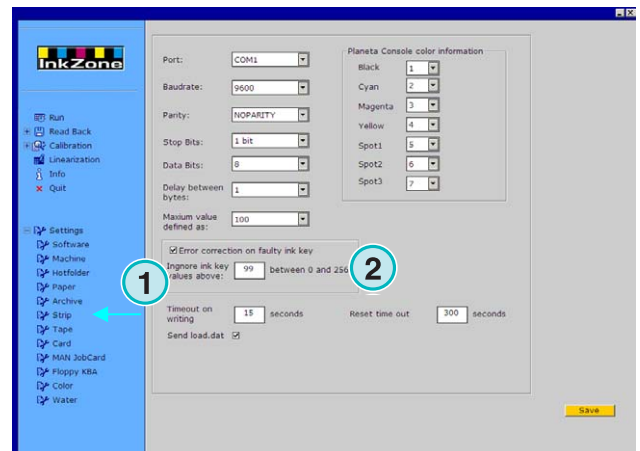 InkZone
Run
Read Back
Calibration
Linearization
Info
Quit
Settings
Software
Machine
Hotfolder
Paper
Archive
Strip
Tape
Card
MAN JobCard
Floppy KBA
Color
Water
1
Port: COM1
Baudrate: 9600
Parity: NOPARITY
Stop Bits: 1 bit
Data Bits: 8
Delay between
bytes: 1
Maxium value
defined as: 100
Planeta Console color information
Black 1
Cyan 2
Magenta 3
Yellow 4
Spot1 5
Spot2 6
Spot3 7
Error correction on faulty ink key
Ingnore ink key
values above: 99 between 0 and 256
2
Timeout on
writing 15 seconds
Reset time out 300 seconds
Send load.dat
Save